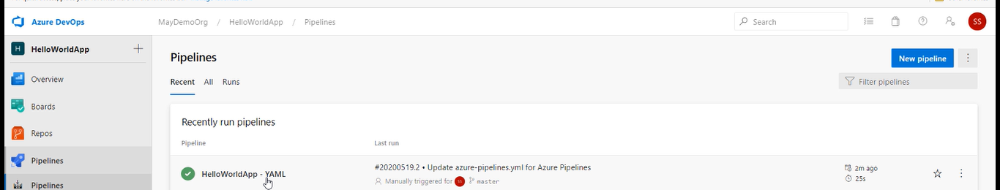 Azure DevOps
MayDemoOrg / HelloWorldApp / Pipelines
Search
SS
H HelloWorldApp
Pipelines
New pipeline
Overview
Recent All Runs
Filter pipelines
Boards
Recently run pipelines
Repos
Pipeline Last run
Pipelines
HelloWorldApp - YAML
#20200519.2 • Update azure-pipelines.yml for Azure Pipelines
2m ago
Manually triggered for SS master
25s
Pipelines